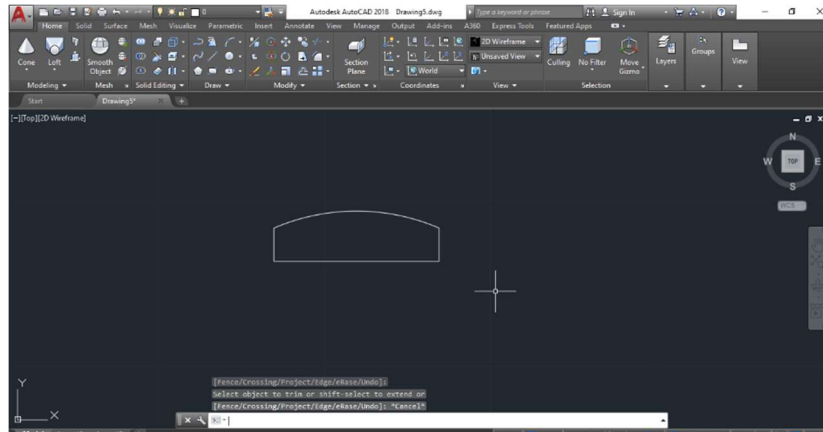 Autodesk AutoCAD 2018 Drawing5.dwg
Type a keyword or phrase
Sign In
Home Solid Surface Mesh Visualize Parametric Insert Annotate View Manage Output Add-ins A360 Express Tools Featured Apps
Cone Loft Smooth Object Section Plane World 2D Wireframe Unsaved View Culling No Filter Move Gizmo Layers Groups View
Modeling Mesh Solid Editing Draw Modify Section Coordinates View Selection
Start Drawing5*
[-][Top][2D Wireframe]
N
W TOP E
S
WCS
Y
X
[Fence/Crossing/Project/Edge/eRase/Undo]:
Select object to trim or shift-select to extend or
[Fence/Crossing/Project/Edge/eRase/Undo]: *Cancel*